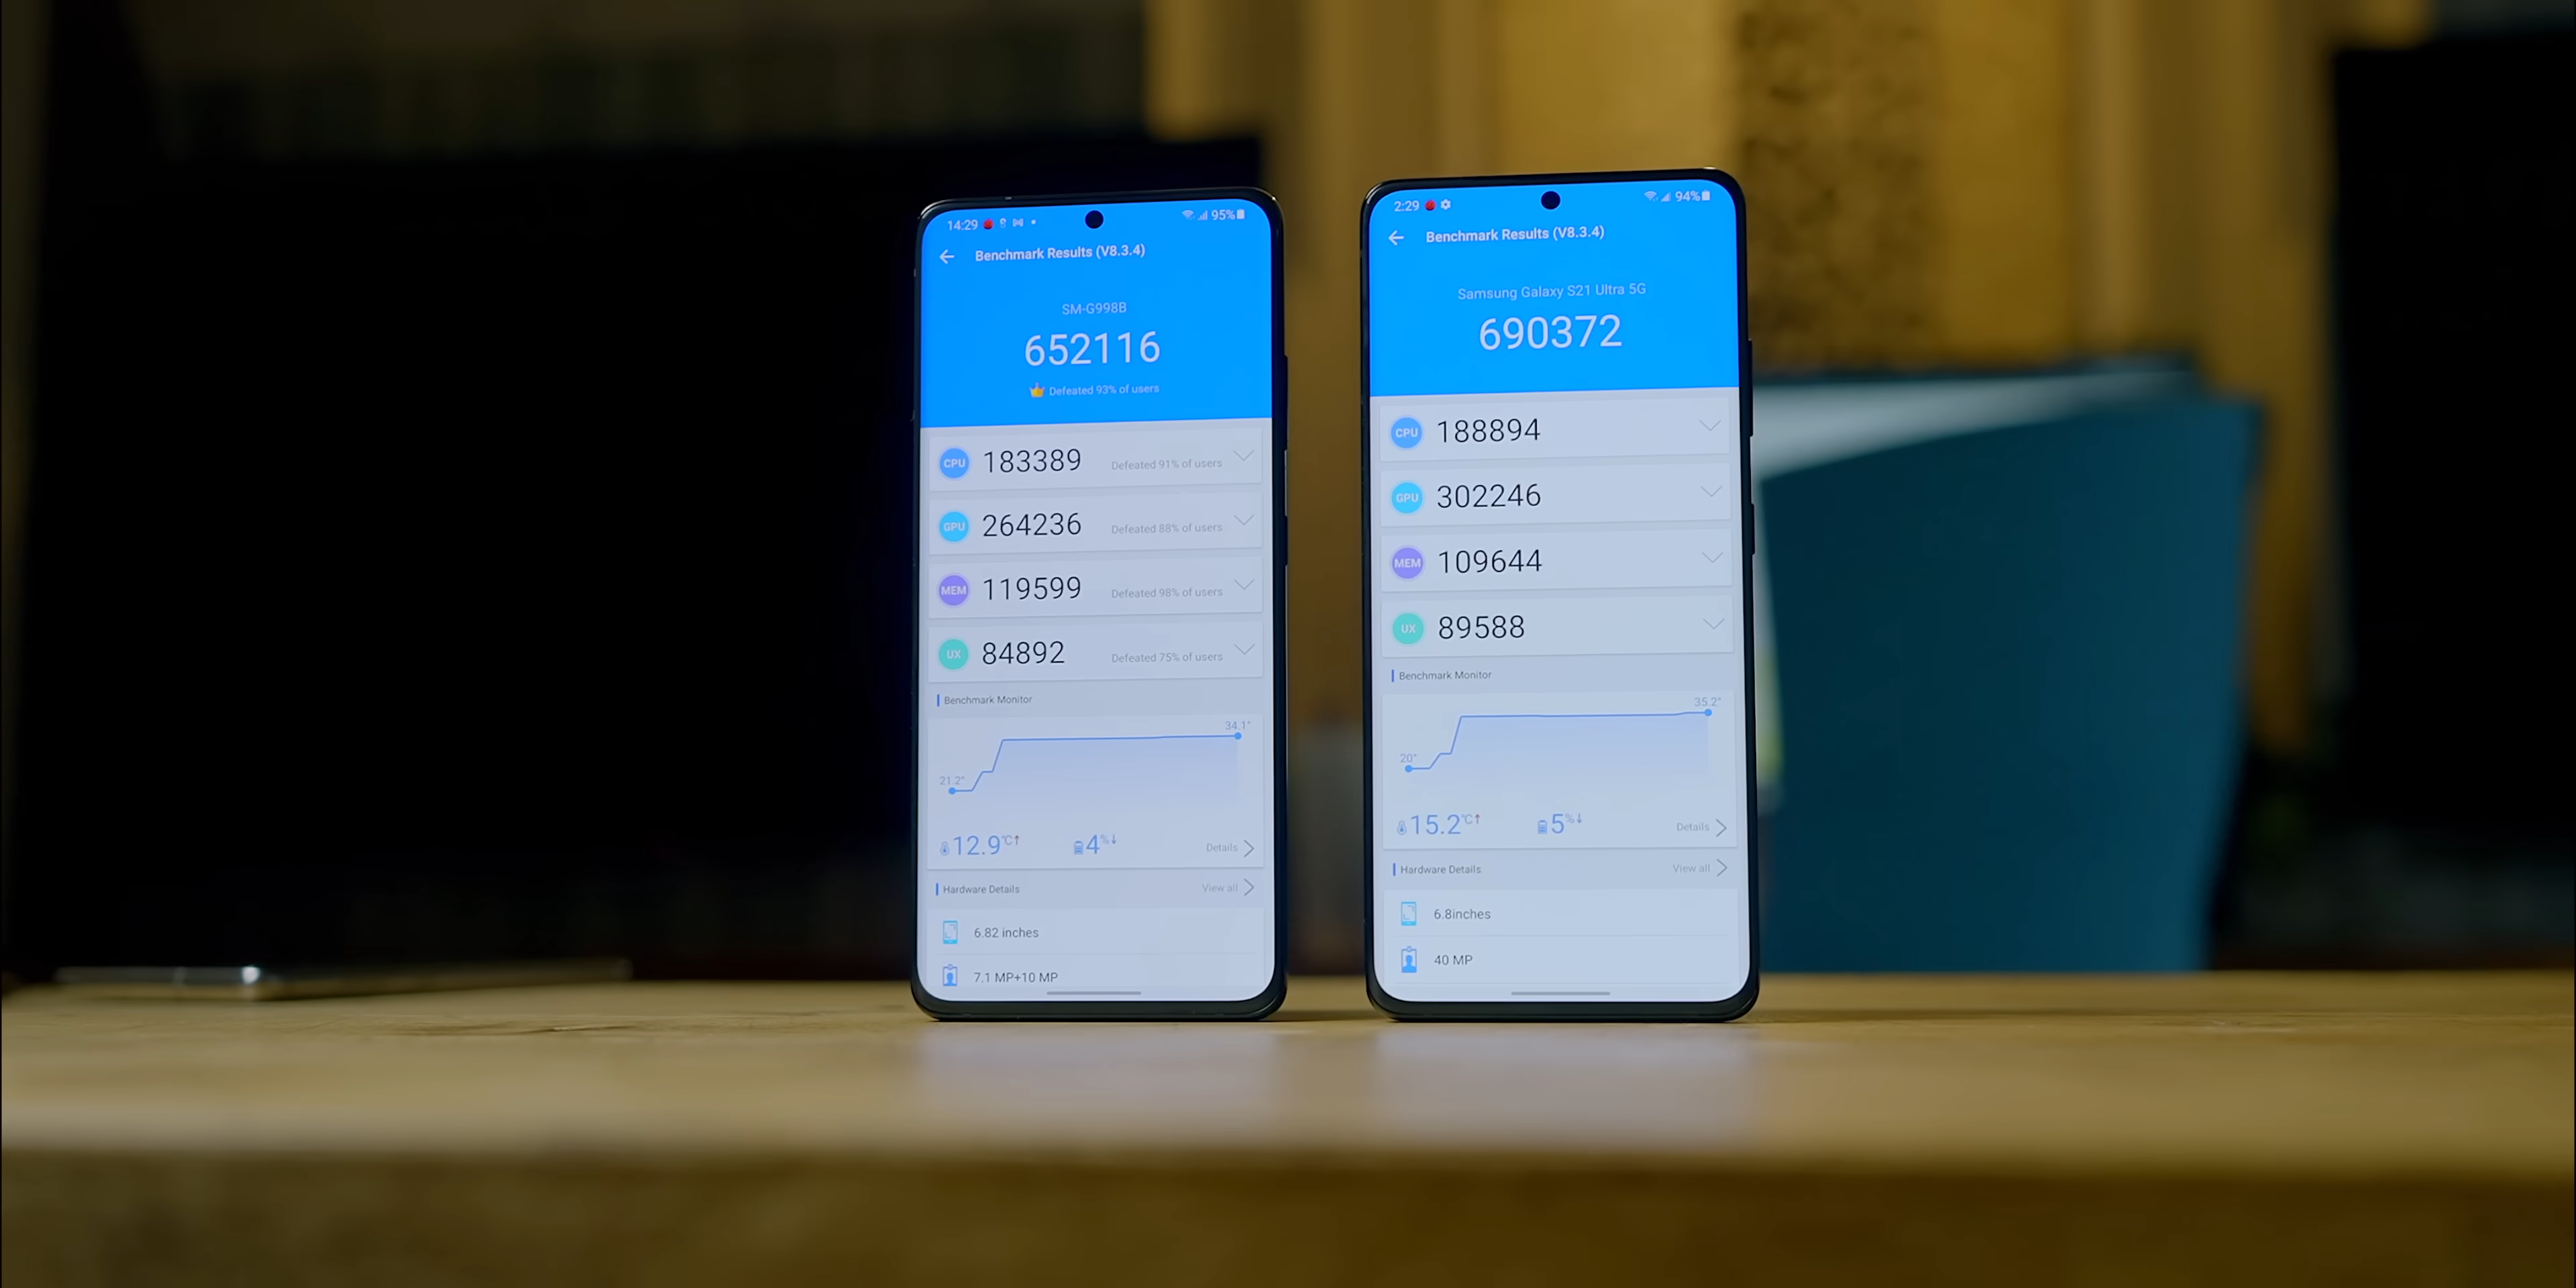 14:29
95%
Benchmark Results (V8.3.4)
SM-G998B
652116
Defeated 93% of users
CPU 183389 Defeated 91% of users
GPU 264236 Defeated 88% of users
MEM 119599 Defeated 98% of users
UX 84892 Defeated 75% of users
Benchmark Monitor
34.1°
21.2°
12.9°C↑ 4%↓ Details
Hardware Details View all
6.82 inches
7.1 MP+10 MP
2:29
94%
Benchmark Results (V8.3.4)
Samsung Galaxy S21 Ultra 5G
690372
CPU 188894
GPU 302246
MEM 109644
UX 89588
Benchmark Monitor
35.2°
20°
15.2°C↑ 5%↓ Details
Hardware Details View all
6.8inches
40 MP